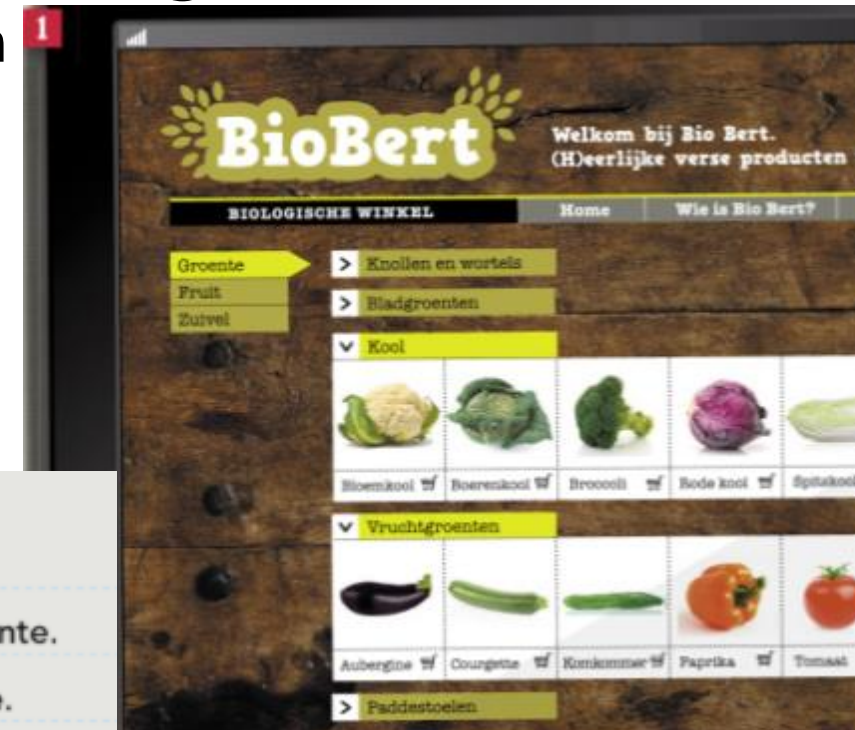 1
BioBert
Welkom bij Bio Bert.
(H)eerlijke verse producten
BIOLOGISCHE WINKEL
Home
Wie is Bio Bert?
Groente
Fruit
Zuivel
> Knollen en wortels
> Bladgroenten
Kool
Bloemkool
Boerenkool
Broccoli
Rode kool
Spitskool
Vruchtgroenten
Aubergine
Courgette
Komkommer
Paprika
Tomaat
> Paddestoelen
nte.